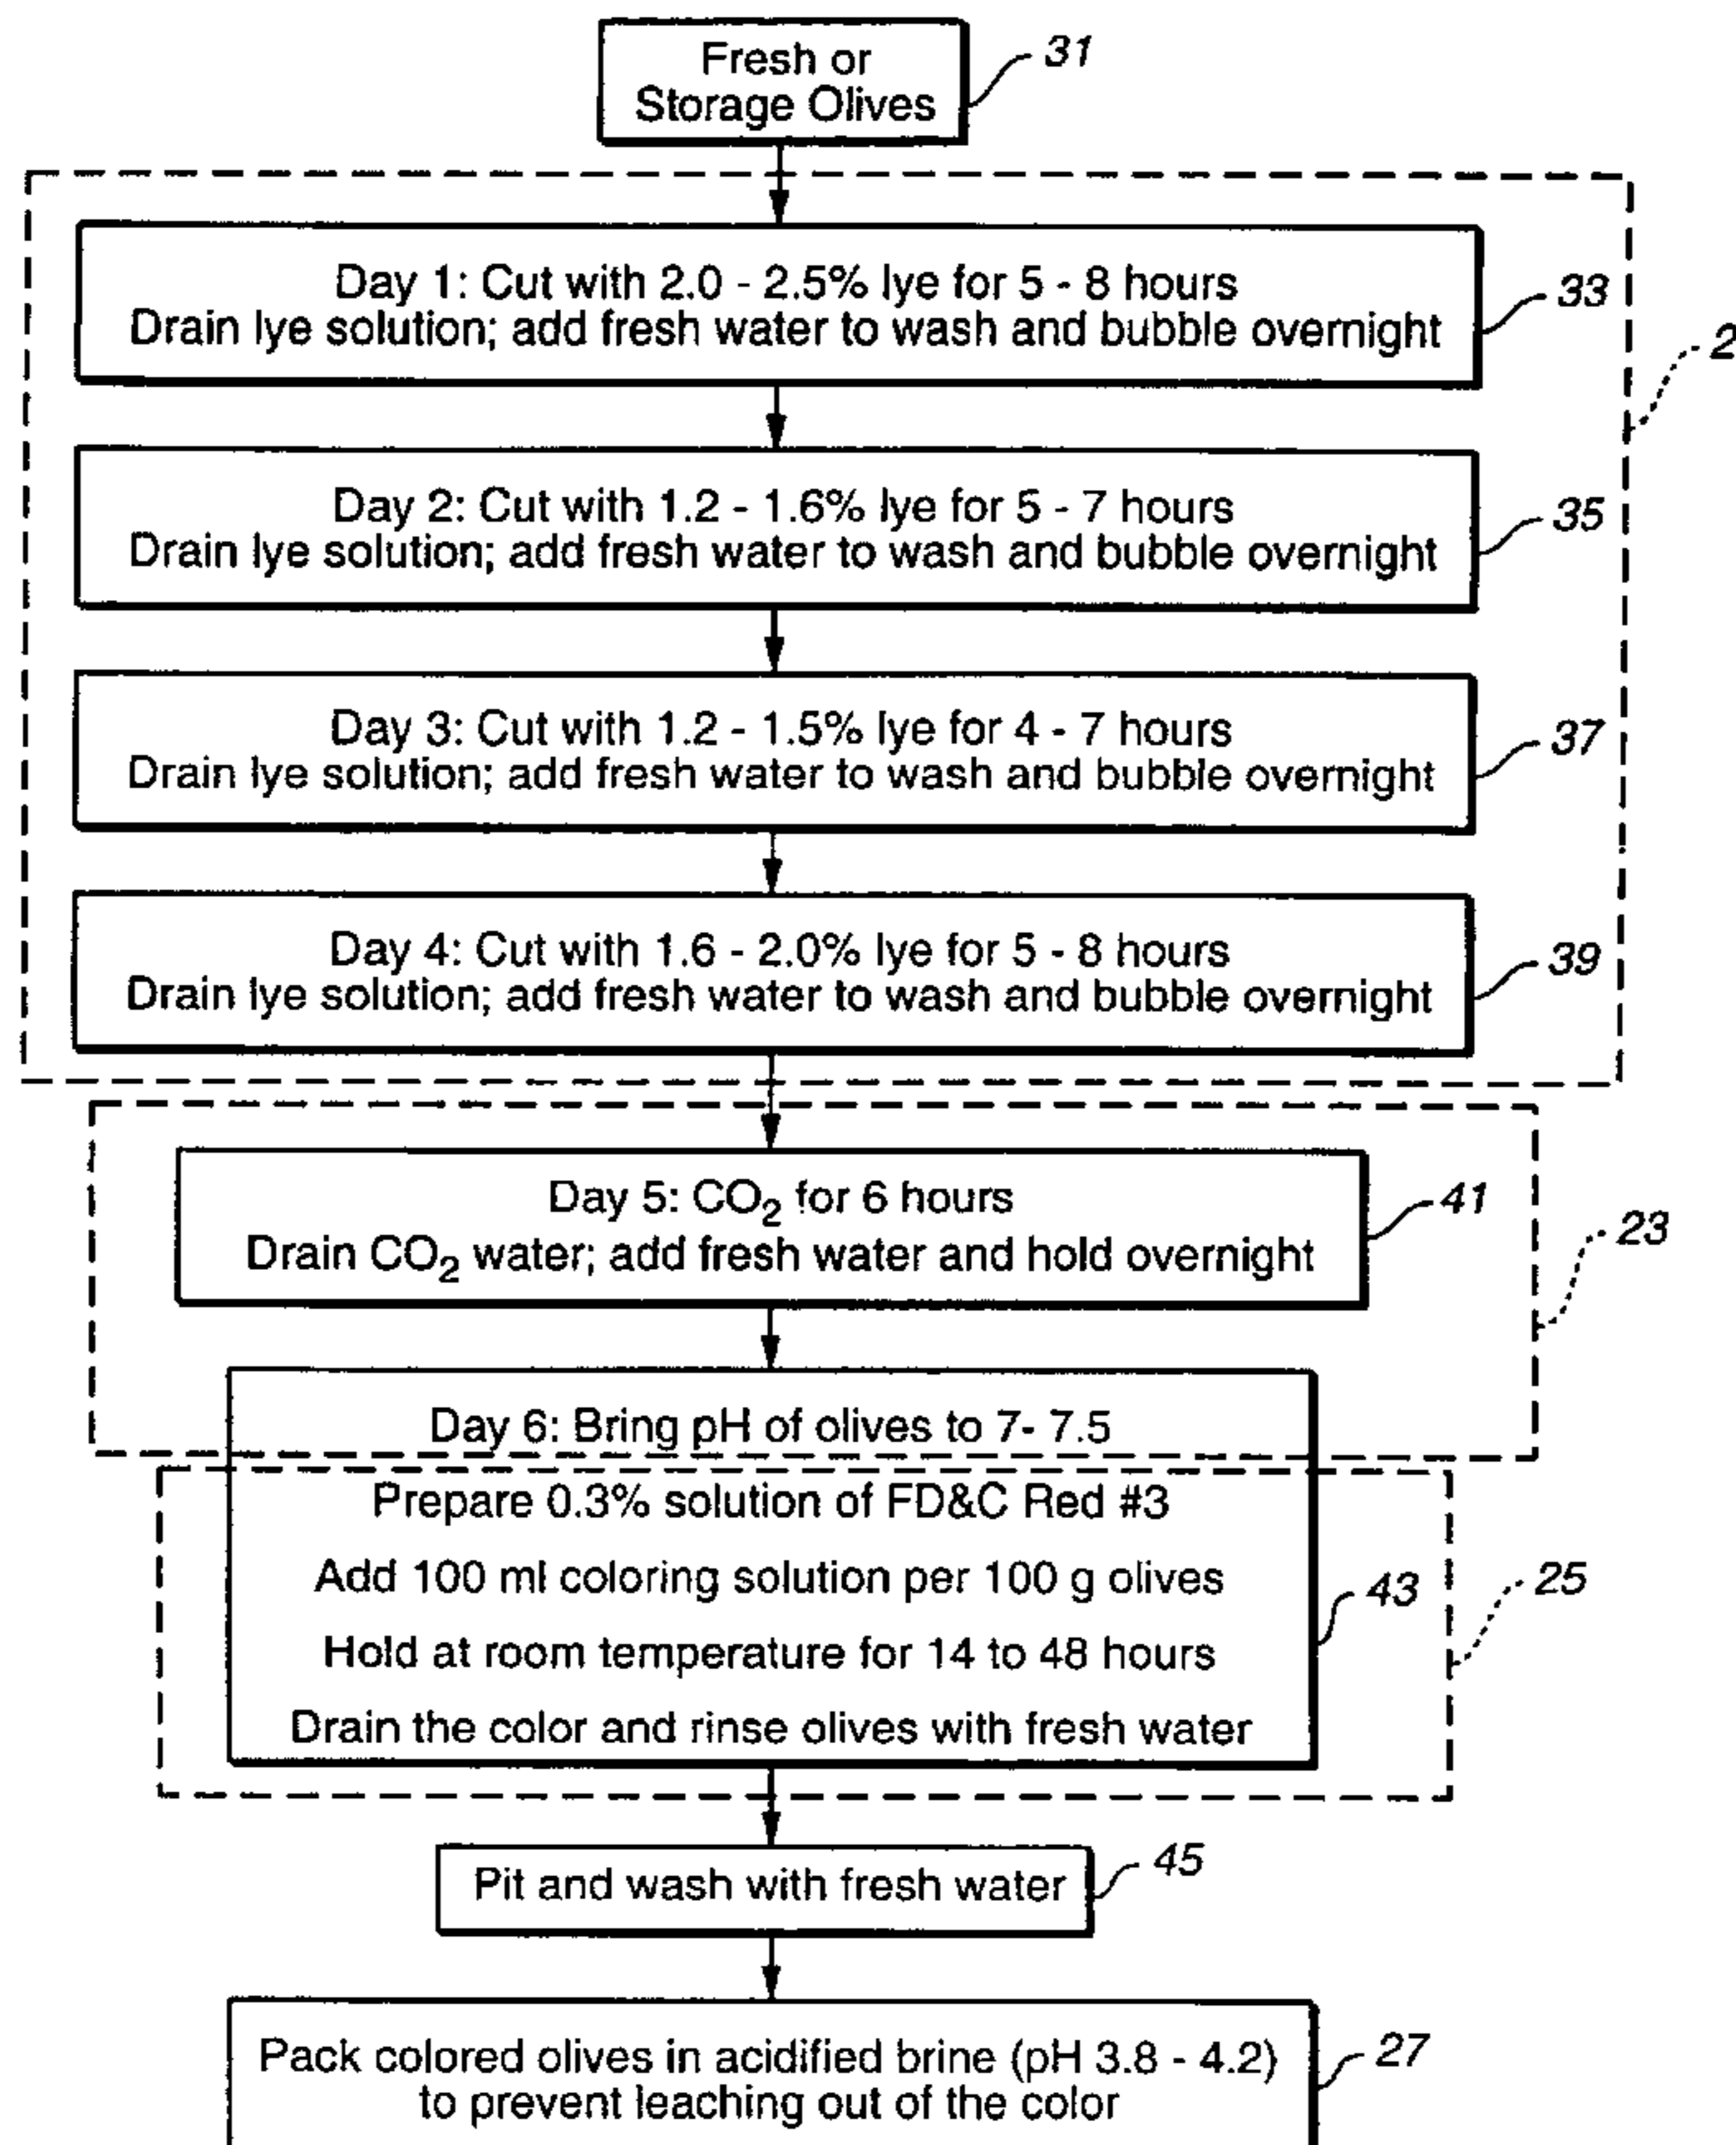 Fresh or
Storage Olives
31
Day 1: Cut with 2.0 - 2.5% lye for 5 - 8 hours
Drain lye solution; add fresh water to wash and bubble overnight
33
2
Day 2: Cut with 1.2 - 1.6% lye for 5 - 7 hours
Drain lye solution; add fresh water to wash and bubble overnight
35
Day 3: Cut with 1.2 - 1.5% lye for 4 - 7 hours
Drain lye solution; add fresh water to wash and bubble overnight
37
Day 4: Cut with 1.6 - 2.0% lye for 5 - 8 hours
Drain lye solution; add fresh water to wash and bubble overnight
39
Day 5: CO₂ for 6 hours
Drain CO₂ water; add fresh water and hold overnight
41
23
Day 6: Bring pH of olives to 7- 7.5
Prepare 0.3% solution of FD&C Red #3
Add 100 ml coloring solution per 100 g olives
Hold at room temperature for 14 to 48 hours
Drain the color and rinse olives with fresh water
43
25
Pit and wash with fresh water
45
Pack colored olives in acidified brine (pH 3.8 - 4.2)
to prevent leaching out of the color
27